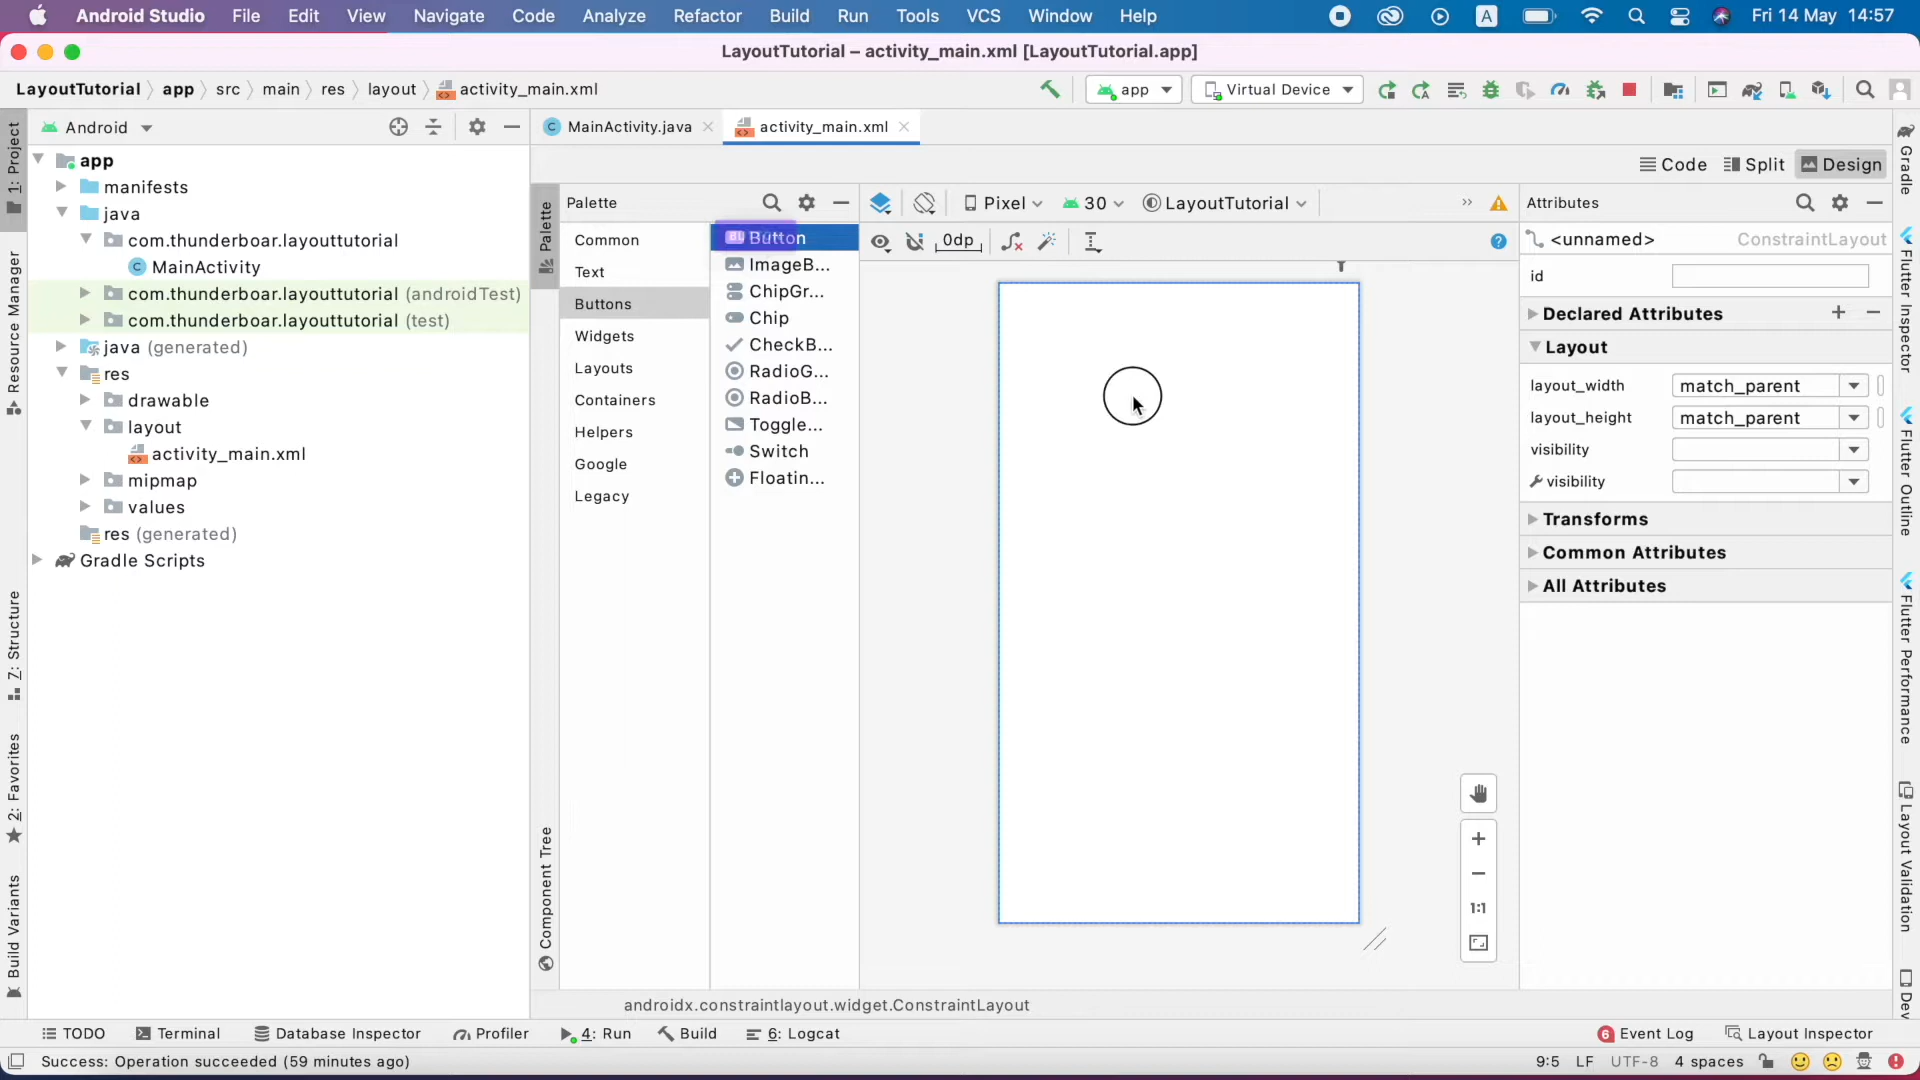 Android Studio File Edit View Navigate Code Analyze Refactor Build Run Tools VCS Window Help A Fri 14 May 14:57
LayoutTutorial – activity_main.xml [LayoutTutorial.app]
LayoutTutorial app src main res layout activity_main.xml app Virtual Device
Android MainActivity.java activity_main.xml
Code Split Design
1: Project
Resource Manager
7: Structure
2: Favorites
Build Variants
app
manifests
java
com.thunderboar.layouttutorial
MainActivity
com.thunderboar.layouttutorial (androidTest)
com.thunderboar.layouttutorial (test)
java (generated)
res
drawable
layout
activity_main.xml
mipmap
values
res (generated)
Gradle Scripts
Palette
Component Tree
Palette
Common
Text
Buttons
Widgets
Layouts
Containers
Helpers
Google
Legacy
Button
ImageB...
ChipGr...
Chip
CheckB...
RadioG...
RadioB...
Toggle...
Switch
Floatin...
Pixel 30 LayoutTutorial
0dp
1:1
androidx.constraintlayout.widget.ConstraintLayout
Attributes
<unnamed> ConstraintLayout
id
Declared Attributes
Layout
layout_width match_parent
layout_height match_parent
visibility
visibility
Transforms
Common Attributes
All Attributes
Gradle
Flutter Inspector
Flutter Outline
Flutter Performance
Layout Validation
TODO Terminal Database Inspector Profiler 4: Run Build 6: Logcat 6 Event Log Layout Inspector
Success: Operation succeeded (59 minutes ago) 9:5 LF UTF-8 4 spaces